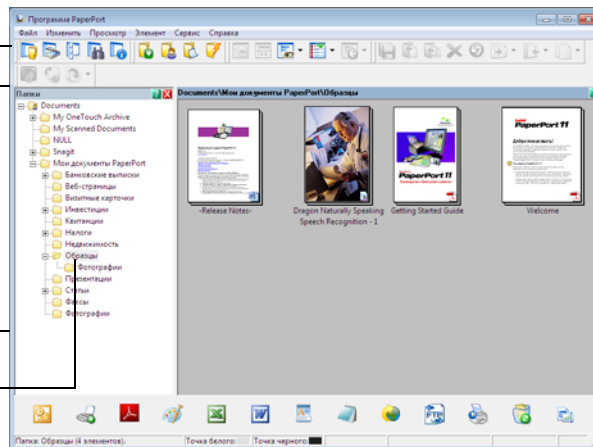 Программа PaperPort
Файл Изменить Просмотр Элемент Сервис Справка
Папки
Documents\Мои документы PaperPort\Образцы
Documents
My OneTouch Archive
My Scanned Documents
NULL
Snagit
Мои документы PaperPort
Банковские выписки
Веб-страницы
Визитные карточки
Инвестиции
Квитанции
Налоги
Недвижимость
Образцы
Фотографии
Презентации
Статьи
Факсы
Фотографии
-Release Notes-
Dragon Naturally Speaking
Speech Recognition - 1
PaperPort 11
Getting Started Guide
PaperPort 11
Добро пожаловать!
Welcome
FTP
Папка: Образцы (4 элементов).
Точка белого:
Точка черного: